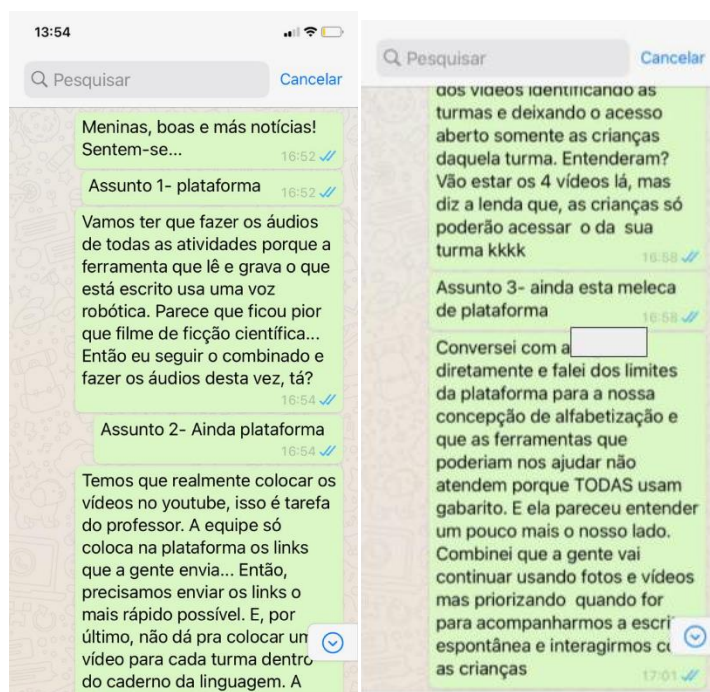 13:54
Pesquisar Cancelar
Meninas, boas e más notícias!
Sentem-se...
16:52
Assunto 1- plataforma
16:52
Vamos ter que fazer os áudios
de todas as atividades porque a
ferramenta que lê e grava o que
está escrito usa uma voz
robótica. Parece que ficou pior
que filme de ficção científica...
Então eu seguir o combinado e
fazer os áudios desta vez, tá?
16:54
Assunto 2- Ainda plataforma
16:54
Temos que realmente colocar os
vídeos no youtube, isso é tarefa
do professor. A equipe só
coloca na plataforma os links
que a gente envia... Então,
precisamos enviar os links o
mais rápido possível. E, por
último, não dá pra colocar um
vídeo para cada turma dentro
do caderno da linguagem. A
Pesquisar Cancelar
dos vídeos identificando as
turmas e deixando o acesso
aberto somente as crianças
daquela turma. Entenderam?
Vão estar os 4 vídeos lá, mas
diz a lenda que, as crianças só
poderão acessar o da sua
turma kkkk
16:58
Assunto 3- ainda esta meleca
de plataforma
16:58
Conversei com a
diretamente e falei dos limites
da plataforma para a nossa
concepção de alfabetização e
que as ferramentas que
poderiam nos ajudar não
atendem porque TODAS usam
gabarito. E ela pareceu entender
um pouco mais o nosso lado.
Combinei que a gente vai
continuar usando fotos e vídeos
mas priorizando quando for
para acompanharmos a escri
espontânea e interagirmos c
as crianças
17:01